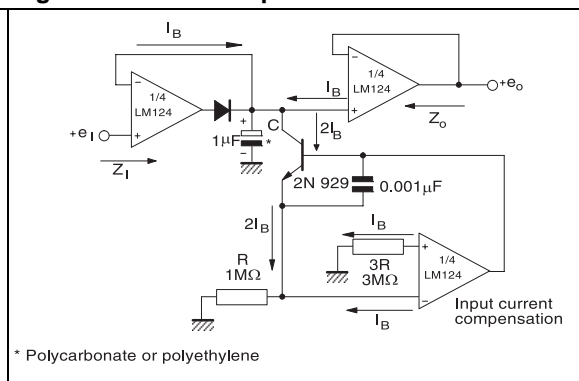 I_B
1/4
LM124
+e_I
Z_I
+
1µF
*
−
C
I_B
2I_B
1/4
LM124
+e_o
Z_o
2N 929
0.001µF
2I_B
I_B
R
1MΩ
3R
3MΩ
1/4
LM124
I_B
Input current
compensation
* Polycarbonate or polyethylene